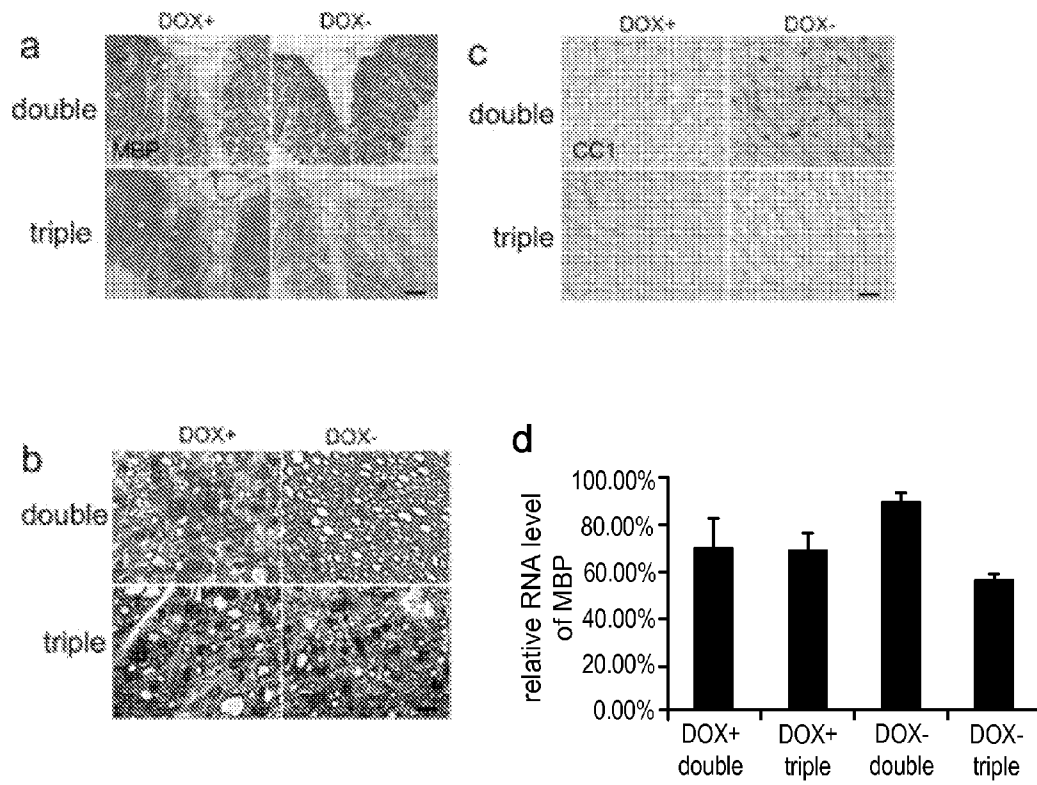 a
DOX+ DOX-
double
MBP
triple
c
DOX+ DOX-
double
CC1
triple
b
DOX+ DOX-
double
triple
d
relative RNA level
of MBP
100.00%
80.00%
60.00%
40.00%
20.00%
0.00%
DOX+
double
DOX+
triple
DOX-
double
DOX-
triple